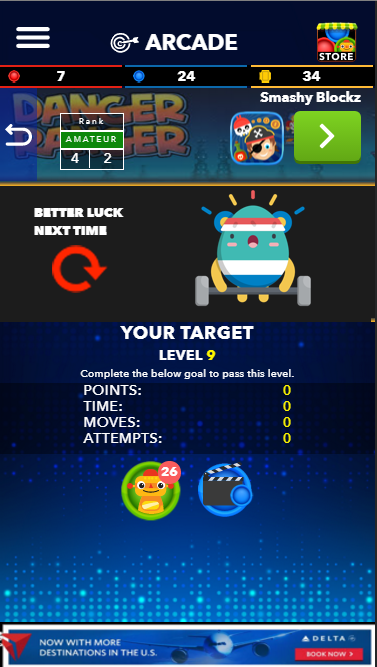 ARCADE
STORE
7 24 34
DANGER
DANGER
Smashy Blockz
Rank
AMATEUR
4 2
BETTER LUCK
NEXT TIME
YOUR TARGET
LEVEL 9
Complete the below goal to pass this level.
POINTS: 0
TIME: 0
MOVES: 0
ATTEMPTS: 0
26
NOW WITH MORE
DESTINATIONS IN THE U.S.
DELTA
BOOK NOW